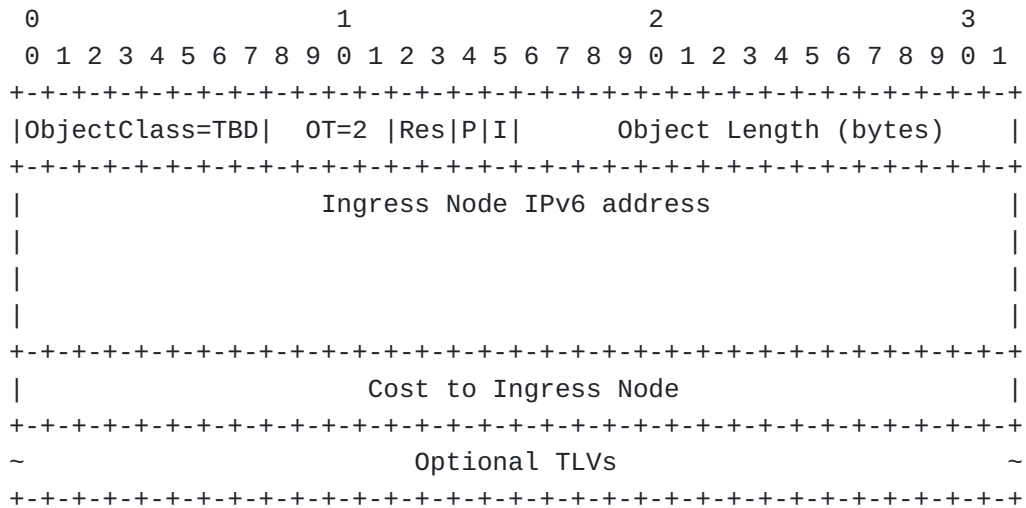 0                   1                   2                   3
 0 1 2 3 4 5 6 7 8 9 0 1 2 3 4 5 6 7 8 9 0 1 2 3 4 5 6 7 8 9 0 1
+-+-+-+-+-+-+-+-+-+-+-+-+-+-+-+-+-+-+-+-+-+-+-+-+-+-+-+-+-+-+-+-+
|ObjectClass=TBD|  OT=2 |Res|P|I|      Object Length (bytes)    |
+-+-+-+-+-+-+-+-+-+-+-+-+-+-+-+-+-+-+-+-+-+-+-+-+-+-+-+-+-+-+-+-+
|                   Ingress Node IPv6 address                   |
|                                                               |
|                                                               |
|                                                               |
+-+-+-+-+-+-+-+-+-+-+-+-+-+-+-+-+-+-+-+-+-+-+-+-+-+-+-+-+-+-+-+-+
|                      Cost to Ingress Node                     |
+-+-+-+-+-+-+-+-+-+-+-+-+-+-+-+-+-+-+-+-+-+-+-+-+-+-+-+-+-+-+-+-+
~                         Optional TLVs                         ~
+-+-+-+-+-+-+-+-+-+-+-+-+-+-+-+-+-+-+-+-+-+-+-+-+-+-+-+-+-+-+-+-+